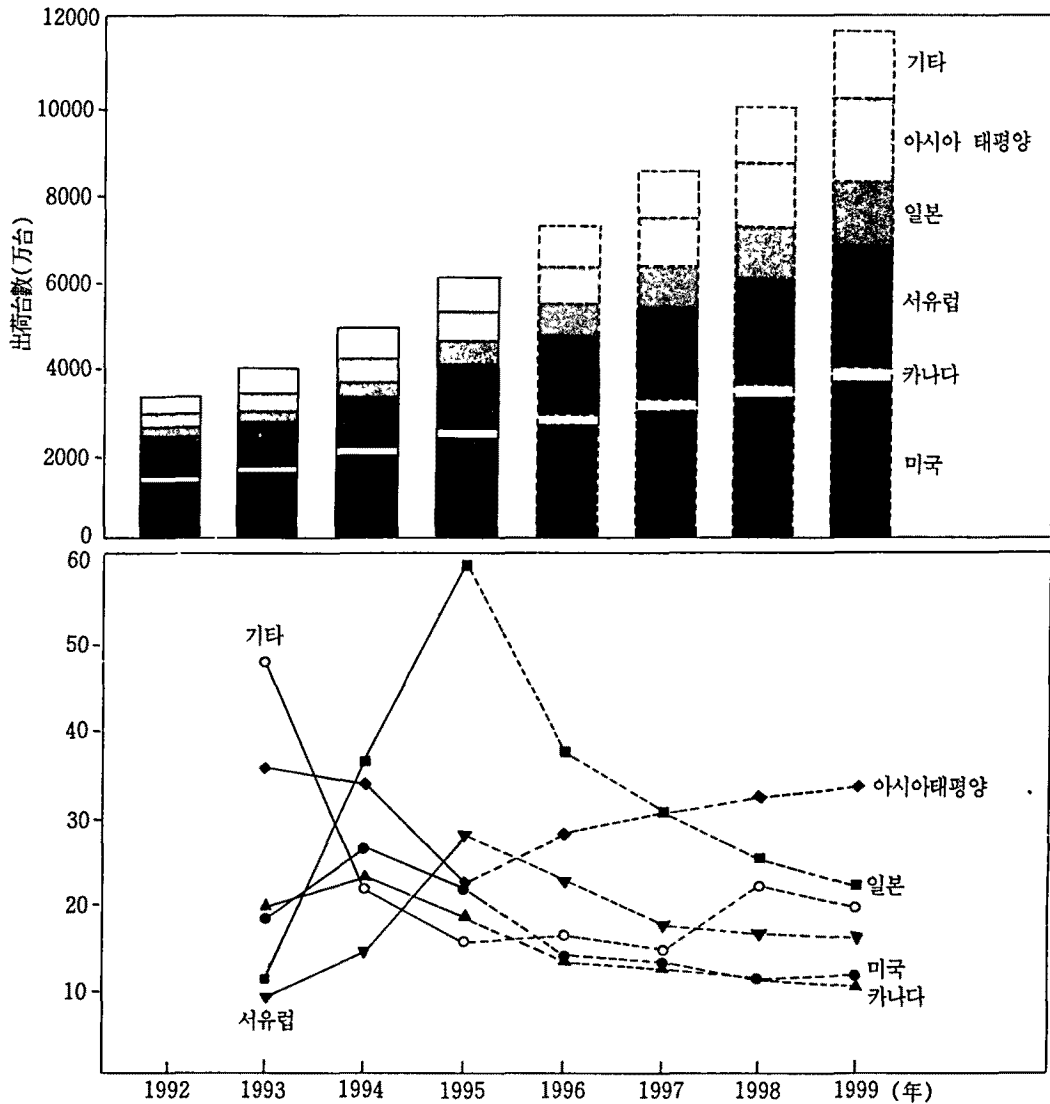 12000
10000
8000
6000
4000
2000
0
出荷台數(万台)
기타
아시아 태평양
일본
서유럽
카나다
미국
60
50
40
30
20
10
기타
서유럽
아시아태평양
일본
미국
카나다
1992 1993 1994 1995 1996 1997 1998 1999 (年)